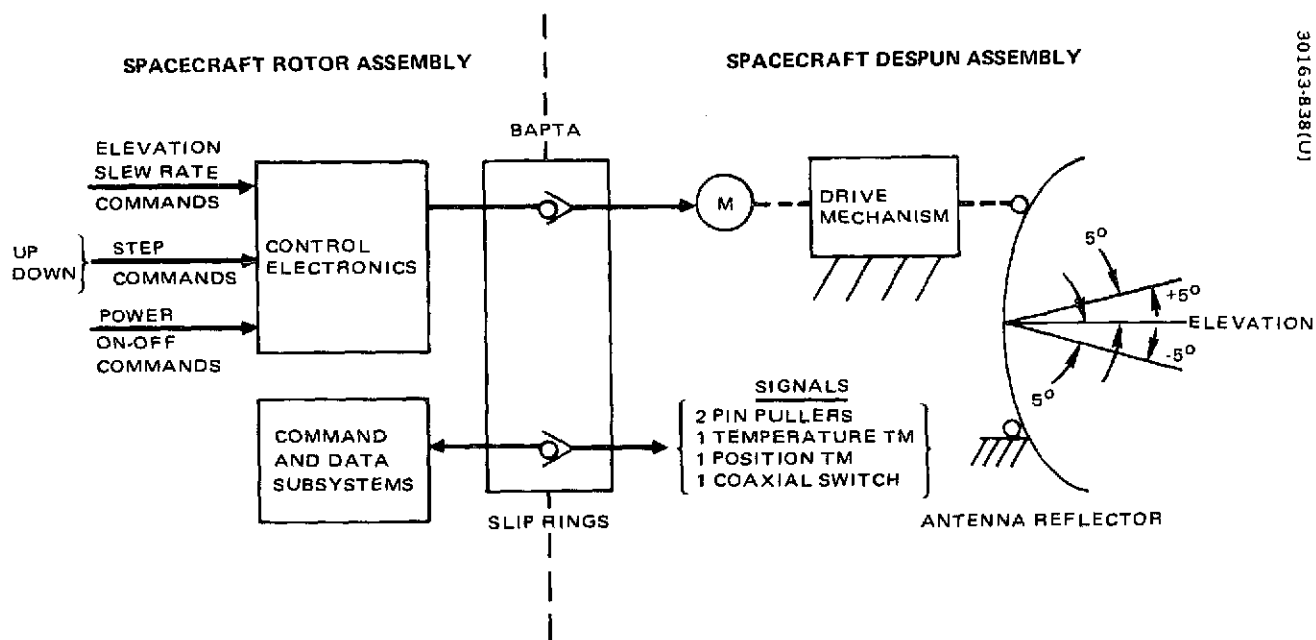 SPACECRAFT ROTOR ASSEMBLY
SPACECRAFT DESPUN ASSEMBLY
30163-838(U)
BAPTA
ELEVATION
SLEW RATE
COMMANDS
UP
DOWN
STEP
COMMANDS
POWER
ON-OFF
COMMANDS
CONTROL
ELECTRONICS
M
DRIVE
MECHANISM
5°
+5°
ELEVATION
-5°
5°
COMMAND
AND DATA
SUBSYSTEMS
SLIP RINGS
SIGNALS
2 PIN PULLERS
1 TEMPERATURE TM
1 POSITION TM
1 COAXIAL SWITCH
ANTENNA REFLECTOR